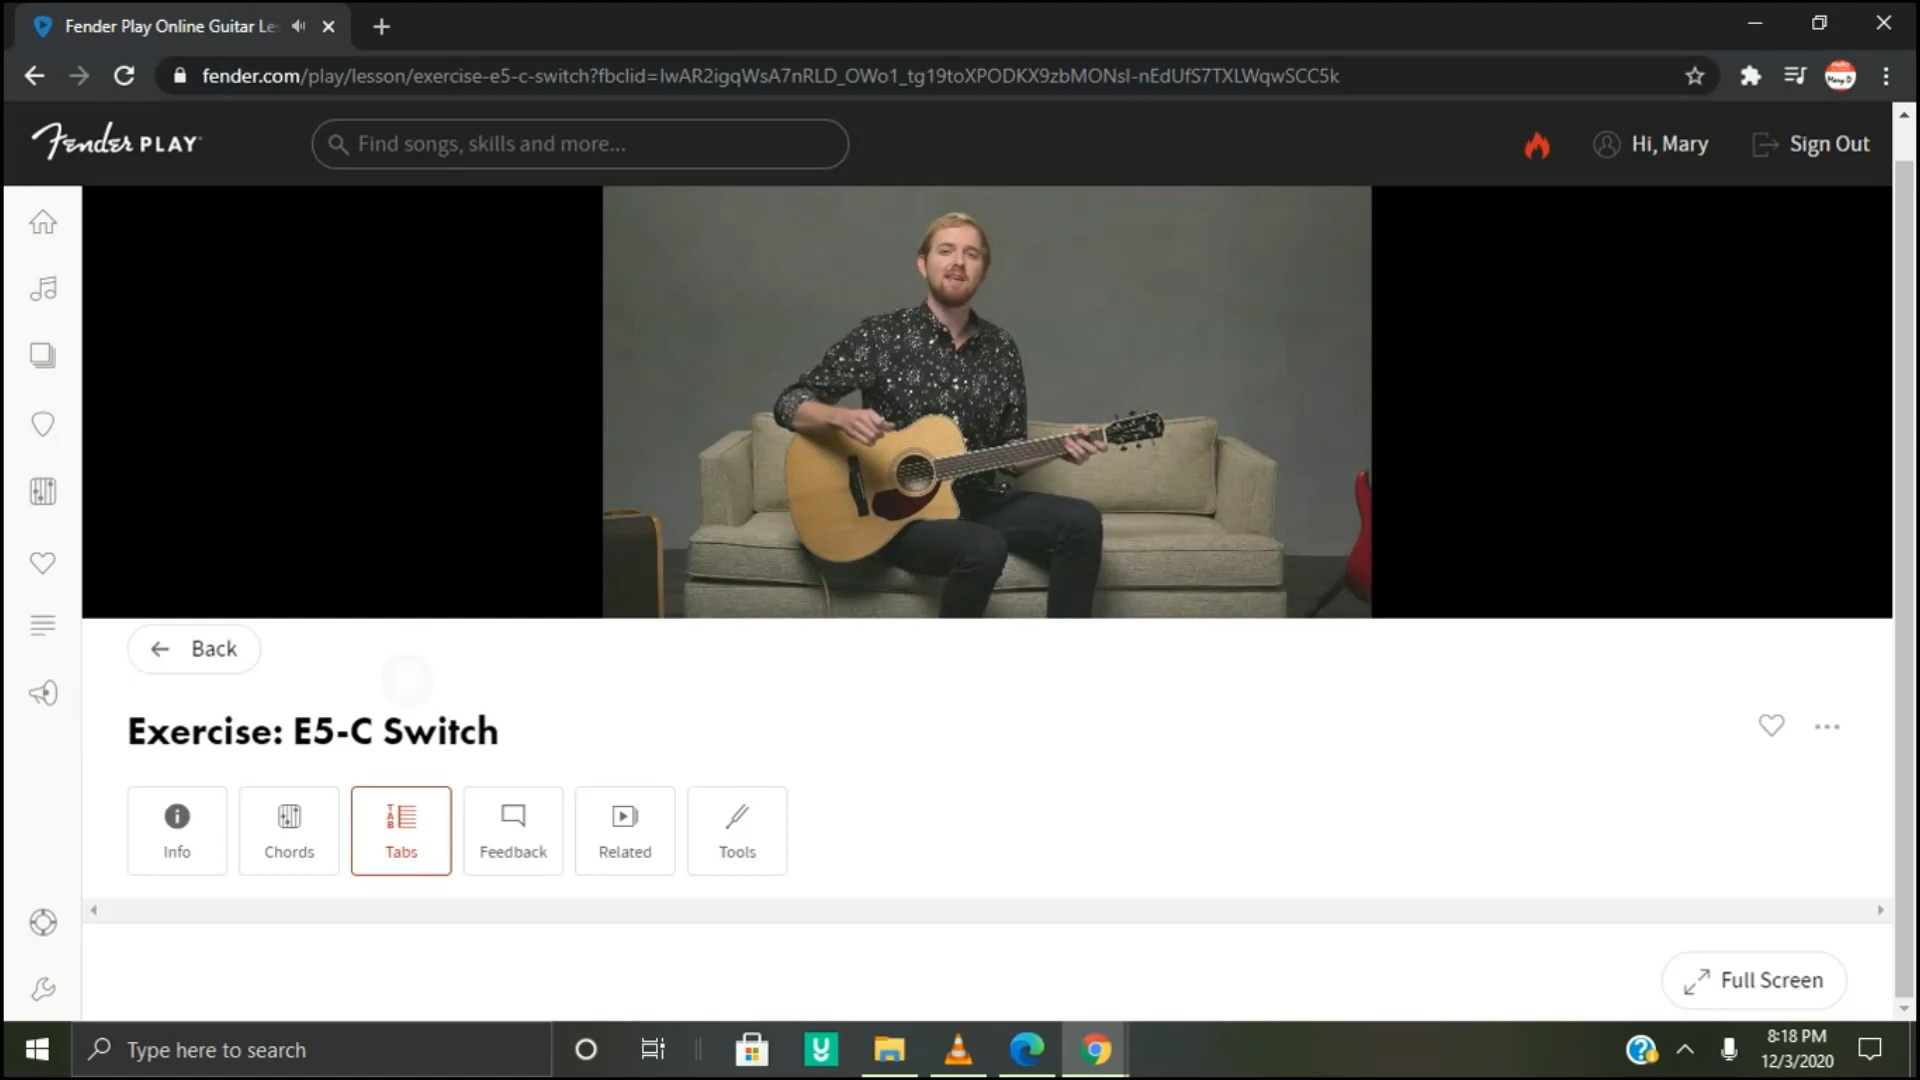 Fender Play Online Guitar Le
fender.com/play/lesson/exercise-e5-c-switch?fbclid=IwAR2igqWsA7nRLD_OWo1_tg19toXPODKX9zbMONsI-nEdUfS7TXLWqwSCC5k
Fender PLAY
Find songs, skills and more...
Hi, Mary
Sign Out
Back
Exercise: E5-C Switch
Info
Chords
TAB
Tabs
Feedback
Related
Tools
Full Screen
Type here to search
8:18 PM
12/3/2020